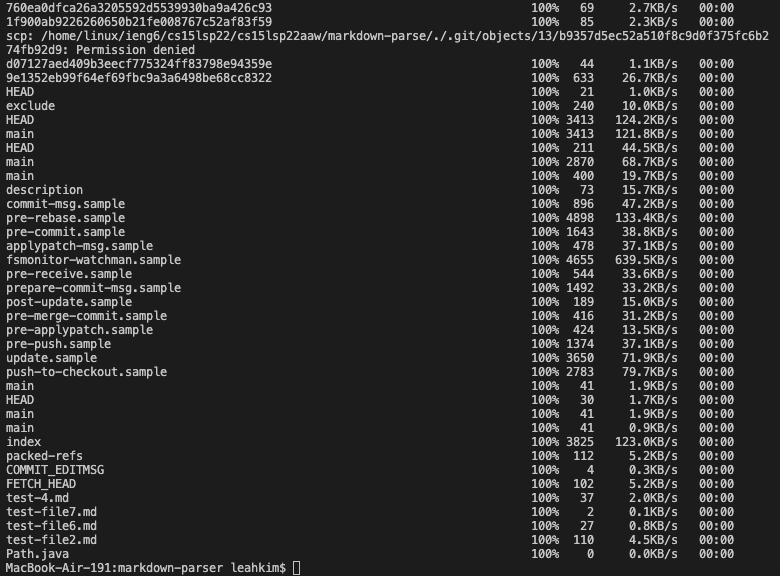 760ea0dfca26a3205592d5539930ba9a426c93 100% 69 2.7KB/s 00:00
1f900ab9226260650b21fe008767c52af83f59 100% 85 2.3KB/s 00:00
scp: /home/linux/ieng6/cs15lsp22/cs15lsp22aaw/markdown-parse/./.git/objects/13/b9357d5ec52a510f8c9d0f375fc6b2
74fb92d9: Permission denied
d07127aed409b3eecf775324ff83798e94359e 100% 44 1.1KB/s 00:00
9e1352eb99f64ef69fbc9a3a6498be68cc8322 100% 633 26.7KB/s 00:00
HEAD 100% 21 1.0KB/s 00:00
exclude 100% 240 10.0KB/s 00:00
HEAD 100% 3413 124.2KB/s 00:00
main 100% 3413 121.8KB/s 00:00
HEAD 100% 211 44.5KB/s 00:00
main 100% 2870 68.7KB/s 00:00
main 100% 400 19.7KB/s 00:00
description 100% 73 15.7KB/s 00:00
commit-msg.sample 100% 896 47.2KB/s 00:00
pre-rebase.sample 100% 4898 133.4KB/s 00:00
pre-commit.sample 100% 1643 38.8KB/s 00:00
applypatch-msg.sample 100% 478 37.1KB/s 00:00
fsmonitor-watchman.sample 100% 4655 639.5KB/s 00:00
pre-receive.sample 100% 544 33.6KB/s 00:00
prepare-commit-msg.sample 100% 1492 33.2KB/s 00:00
post-update.sample 100% 189 15.0KB/s 00:00
pre-merge-commit.sample 100% 416 31.2KB/s 00:00
pre-applypatch.sample 100% 424 13.5KB/s 00:00
pre-push.sample 100% 1374 37.1KB/s 00:00
update.sample 100% 3650 71.9KB/s 00:00
push-to-checkout.sample 100% 2783 79.7KB/s 00:00
main 100% 41 1.9KB/s 00:00
HEAD 100% 30 1.7KB/s 00:00
main 100% 41 1.9KB/s 00:00
main 100% 41 0.9KB/s 00:00
index 100% 3825 123.0KB/s 00:00
packed-refs 100% 112 5.2KB/s 00:00
COMMIT_EDITMSG 100% 4 0.3KB/s 00:00
FETCH_HEAD 100% 102 5.2KB/s 00:00
test-4.md 100% 37 2.0KB/s 00:00
test-file7.md 100% 2 0.1KB/s 00:00
test-file6.md 100% 27 0.8KB/s 00:00
test-file2.md 100% 110 4.5KB/s 00:00
Path.java 100% 0 0.0KB/s 00:00
MacBook-Air-191:markdown-parser leahkim$